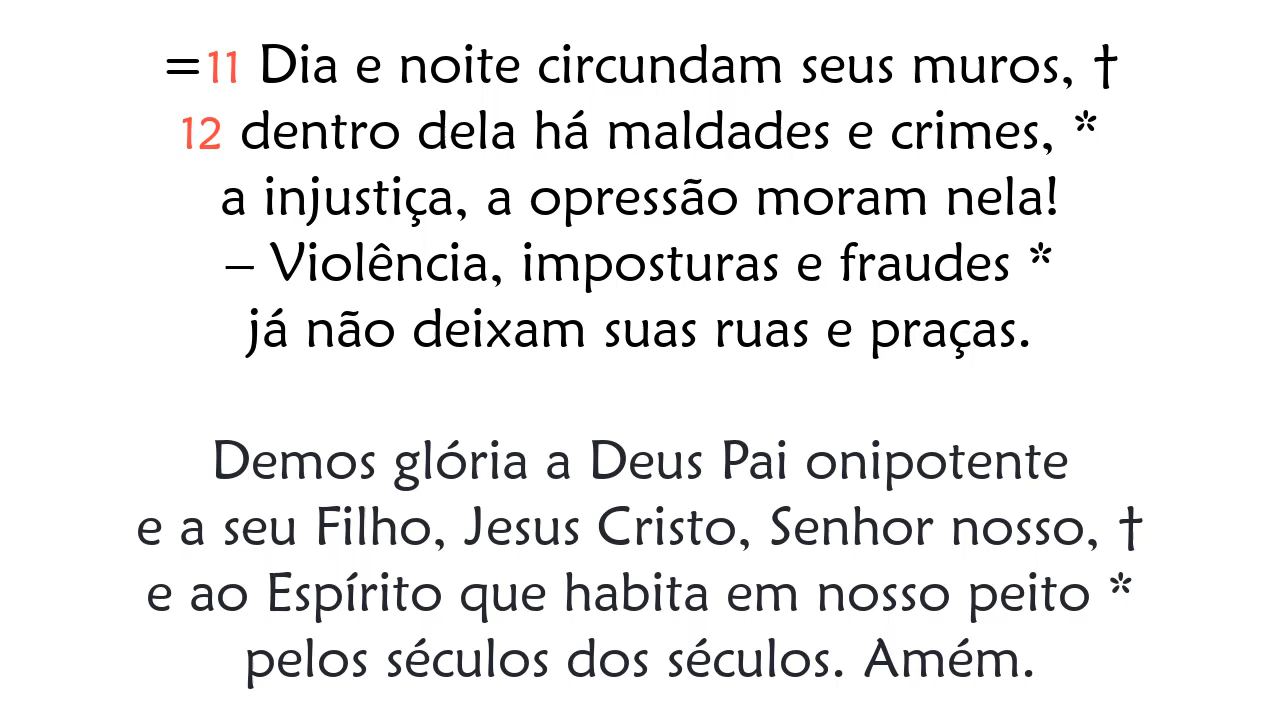 =11 Dia e noite circundam seus muros, †
12 dentro dela há maldades e crimes, *
a injustiça, a opressão moram nela!
– Violência, imposturas e fraudes *
já não deixam suas ruas e praças.
Demos glória a Deus Pai onipotente
e a seu Filho, Jesus Cristo, Senhor nosso, †
e ao Espírito que habita em nosso peito *
pelos séculos dos séculos. Amém.